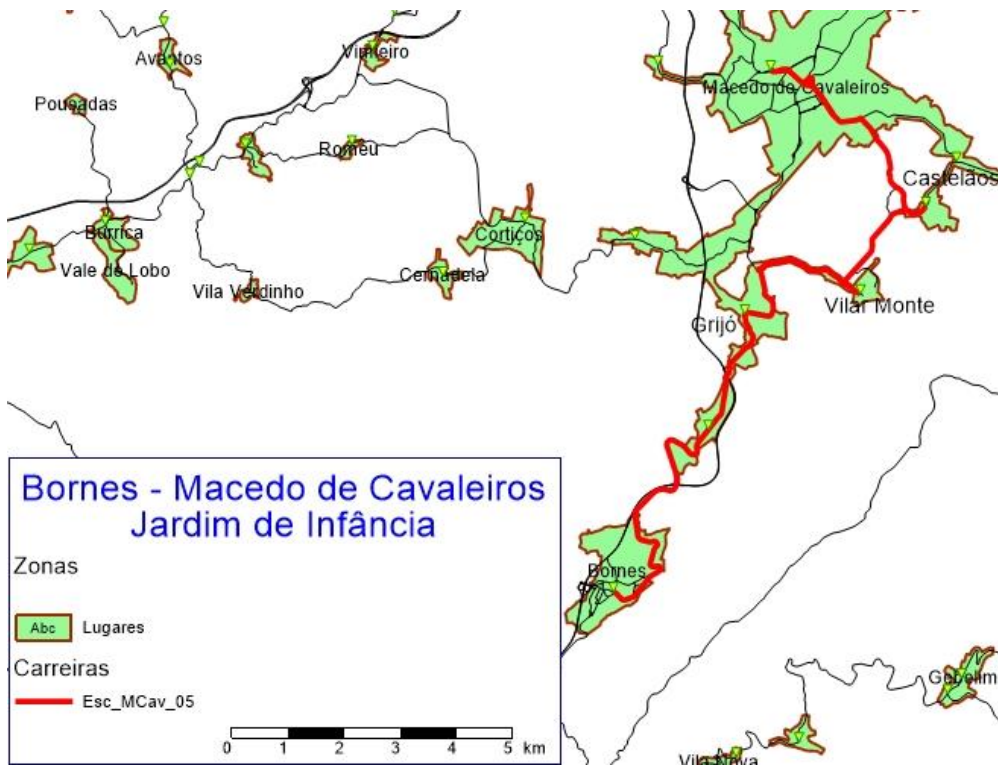 Avantos
Vimieiro
Pousadas
Macedo de Cavaleiros
Romeu
Castelãos
Burrica
Cortiços
Vale de Lobo
Cernadela
Vila Verdinho
Vilar Monte
Grijó
Bornes - Macedo de Cavaleiros
Jardim de Infância
Zonas
Abc Lugares
Carreiras
Esc_MCav_05
0 1 2 3 4 5 km
Bornes
Gebelim
Vila Nova